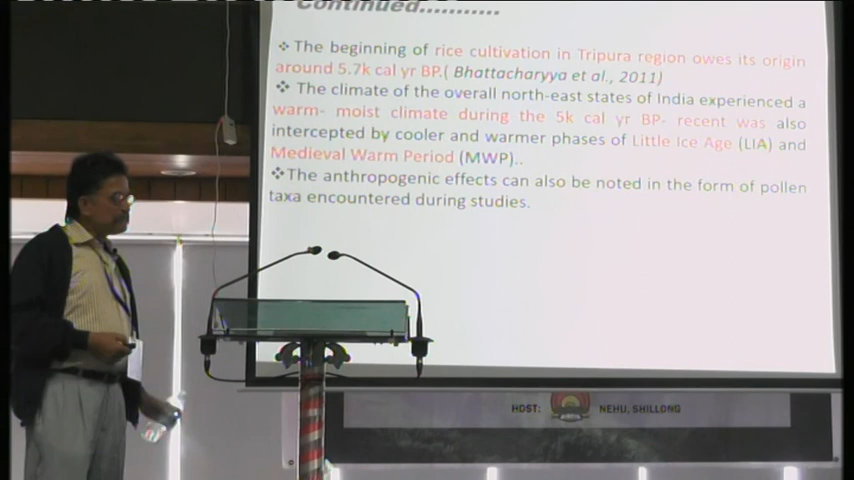 Continued...........
❖ The beginning of rice cultivation in Tripura region owes its origin
around 5.7k cal yr BP.( Bhattacharyya et al., 2011)
❖ The climate of the overall north-east states of India experienced a
warm- moist climate during the 5k cal yr BP- recent was also
intercepted by cooler and warmer phases of Little Ice Age (LIA) and
Medieval Warm Period (MWP)..
❖The anthropogenic effects can also be noted in the form of pollen
taxa encountered during studies.
HOST: NEHU, SHILLONG